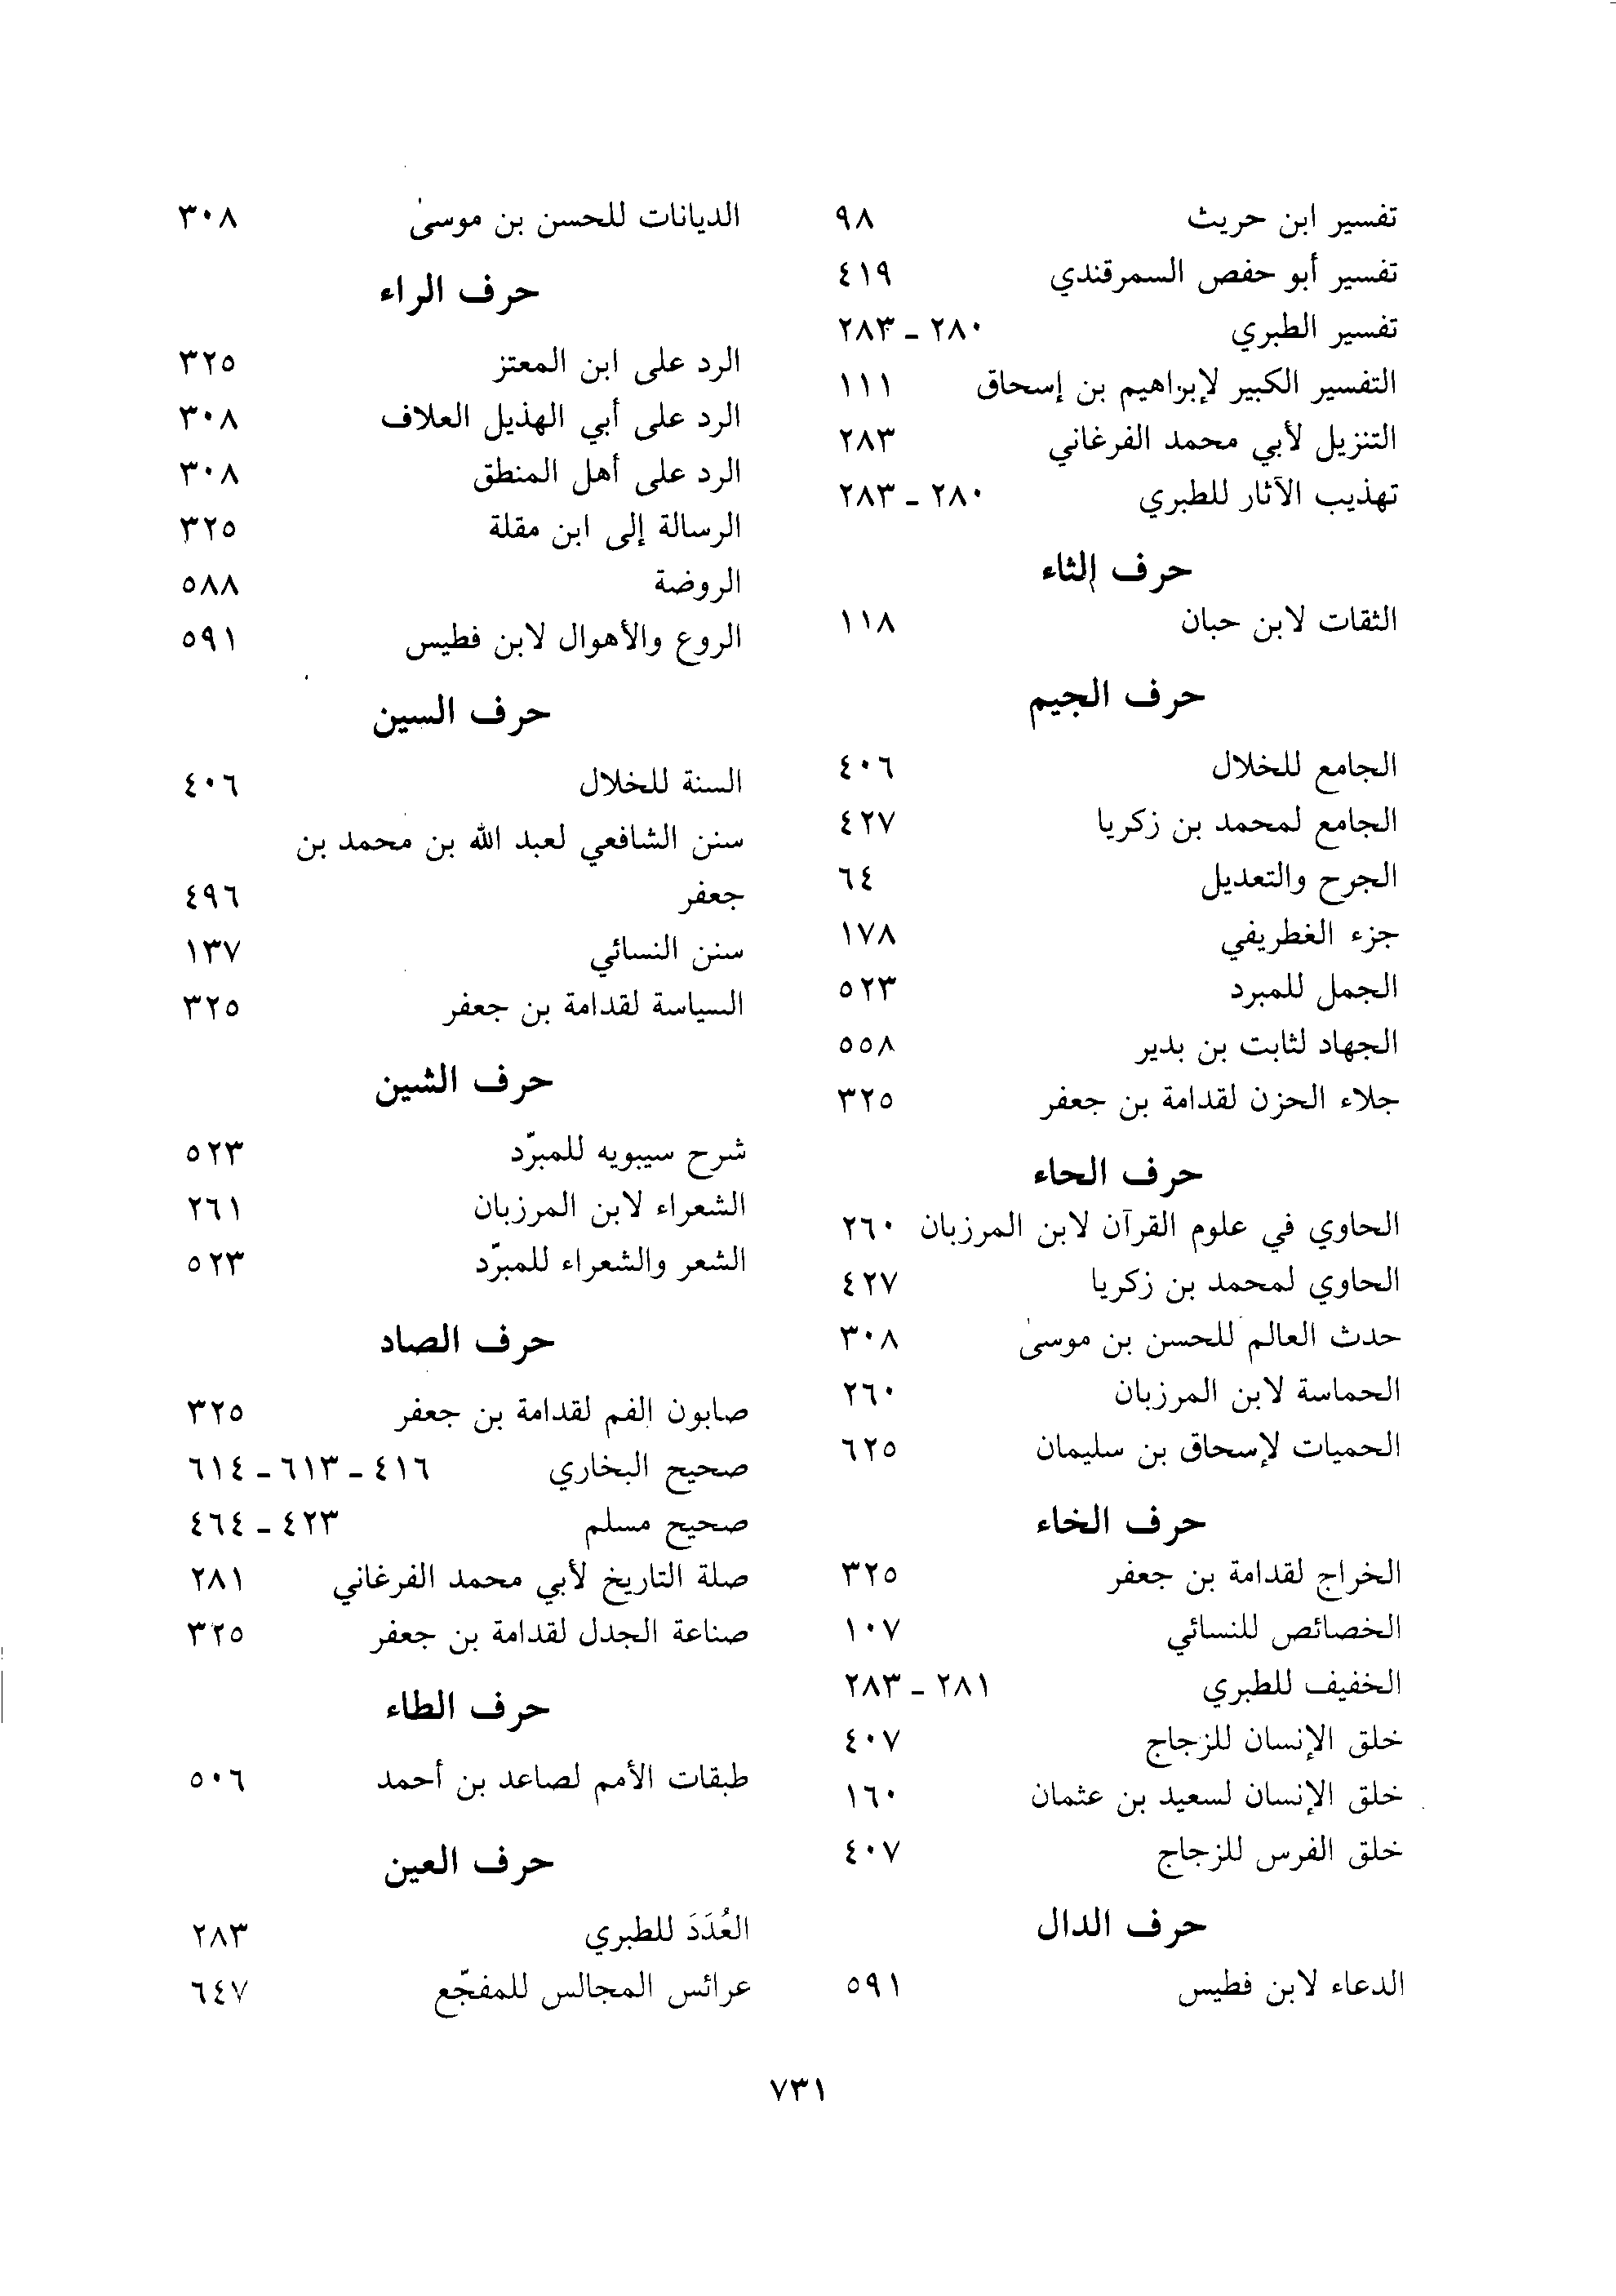 تفسير ابن حريث ٩٨
تفسير أبو حفص السمرقندي ٤١٩
تفسير الطبري ٢٨٠ - ٢٨٣
التفسير الكبير لإبراهيم بن إسحاق ١١١
التنزيل لأبي محمد الفرغاني ٢٨٣
تهذيب الآثار للطبري ٢٨٠ - ٢٨٣
حرف الثاء
الثقات لابن حبان ١١٨
حرف الجيم
الجامع للخلال ٤٠٦
الجامع لمحمد بن زكريا ٤٢٧
الجرح والتعديل ٦٤
جزء الغطريفي ١٧٨
الجمل للمبرد ٥٢٣
الجهاد لثابت بن بدير ٥٥٨
جلاء الحزن لقدامة بن جعفر ٣٢٥
حرف الحاء
الحاوي في علوم القرآن لابن المرزبان ٢٦٠
الحاوي لمحمد بن زكريا ٤٢٧
حدث العالم للحسن بن موسىٰ ٣٠٨
الحماسة لابن المرزبان ٢٦٠
الحميات لإسحاق بن سليمان ٦٢٥
حرف الخاء
الخراج لقدامة بن جعفر ٣٢٥
الخصائص للنسائي ١٠٧
الخفيف للطبري ٢٨١ - ٢٨٣
خلق الإنسان للزجاج ٤٠٧
خلق الإنسان لسعيد بن عثمان ١٦٠
خلق الفرس للزجاج ٤٠٧
حرف الدال
الدعاء لابن فطيس ٥٩١
الديانات للحسن بن موسىٰ ٣٠٨
حرف الراء
الرد على ابن المعتز ٣٢٥
الرد على أبي الهذيل العلاف ٣٠٨
الرد على أهل المنطق ٣٠٨
الرسالة إلى ابن مقلة ٣٢٥
الروضة ٥٨٨
الروع والأهوال لابن فطيس ٥٩١
حرف السين
السنة للخلال ٤٠٦
سنن الشافعي لعبد الله بن محمد بن
جعفر ٤٩٦
سنن النسائي ١٣٧
السياسة لقدامة بن جعفر ٣٢٥
حرف الشين
شرح سيبويه للمبرّد ٥٢٣
الشعراء لابن المرزبان ٢٦١
الشعر والشعراء للمبرّد ٥٢٣
حرف الصاد
صابون الفم لقدامة بن جعفر ٣٢٥
صحيح البخاري ٤١٦ - ٦١٣ - ٦١٤
صحيح مسلم ٤٢٣ - ٤٦٤
صلة التاريخ لأبي محمد الفرغاني ٢٨١
صناعة الجدل لقدامة بن جعفر ٣٢٥
حرف الطاء
طبقات الأمم لصاعد بن أحمد ٥٠٦
حرف العين
العُدَدَ للطبري ٢٨٣
عرائس المجالس للمفجّع ٦٤٧
٧٣١